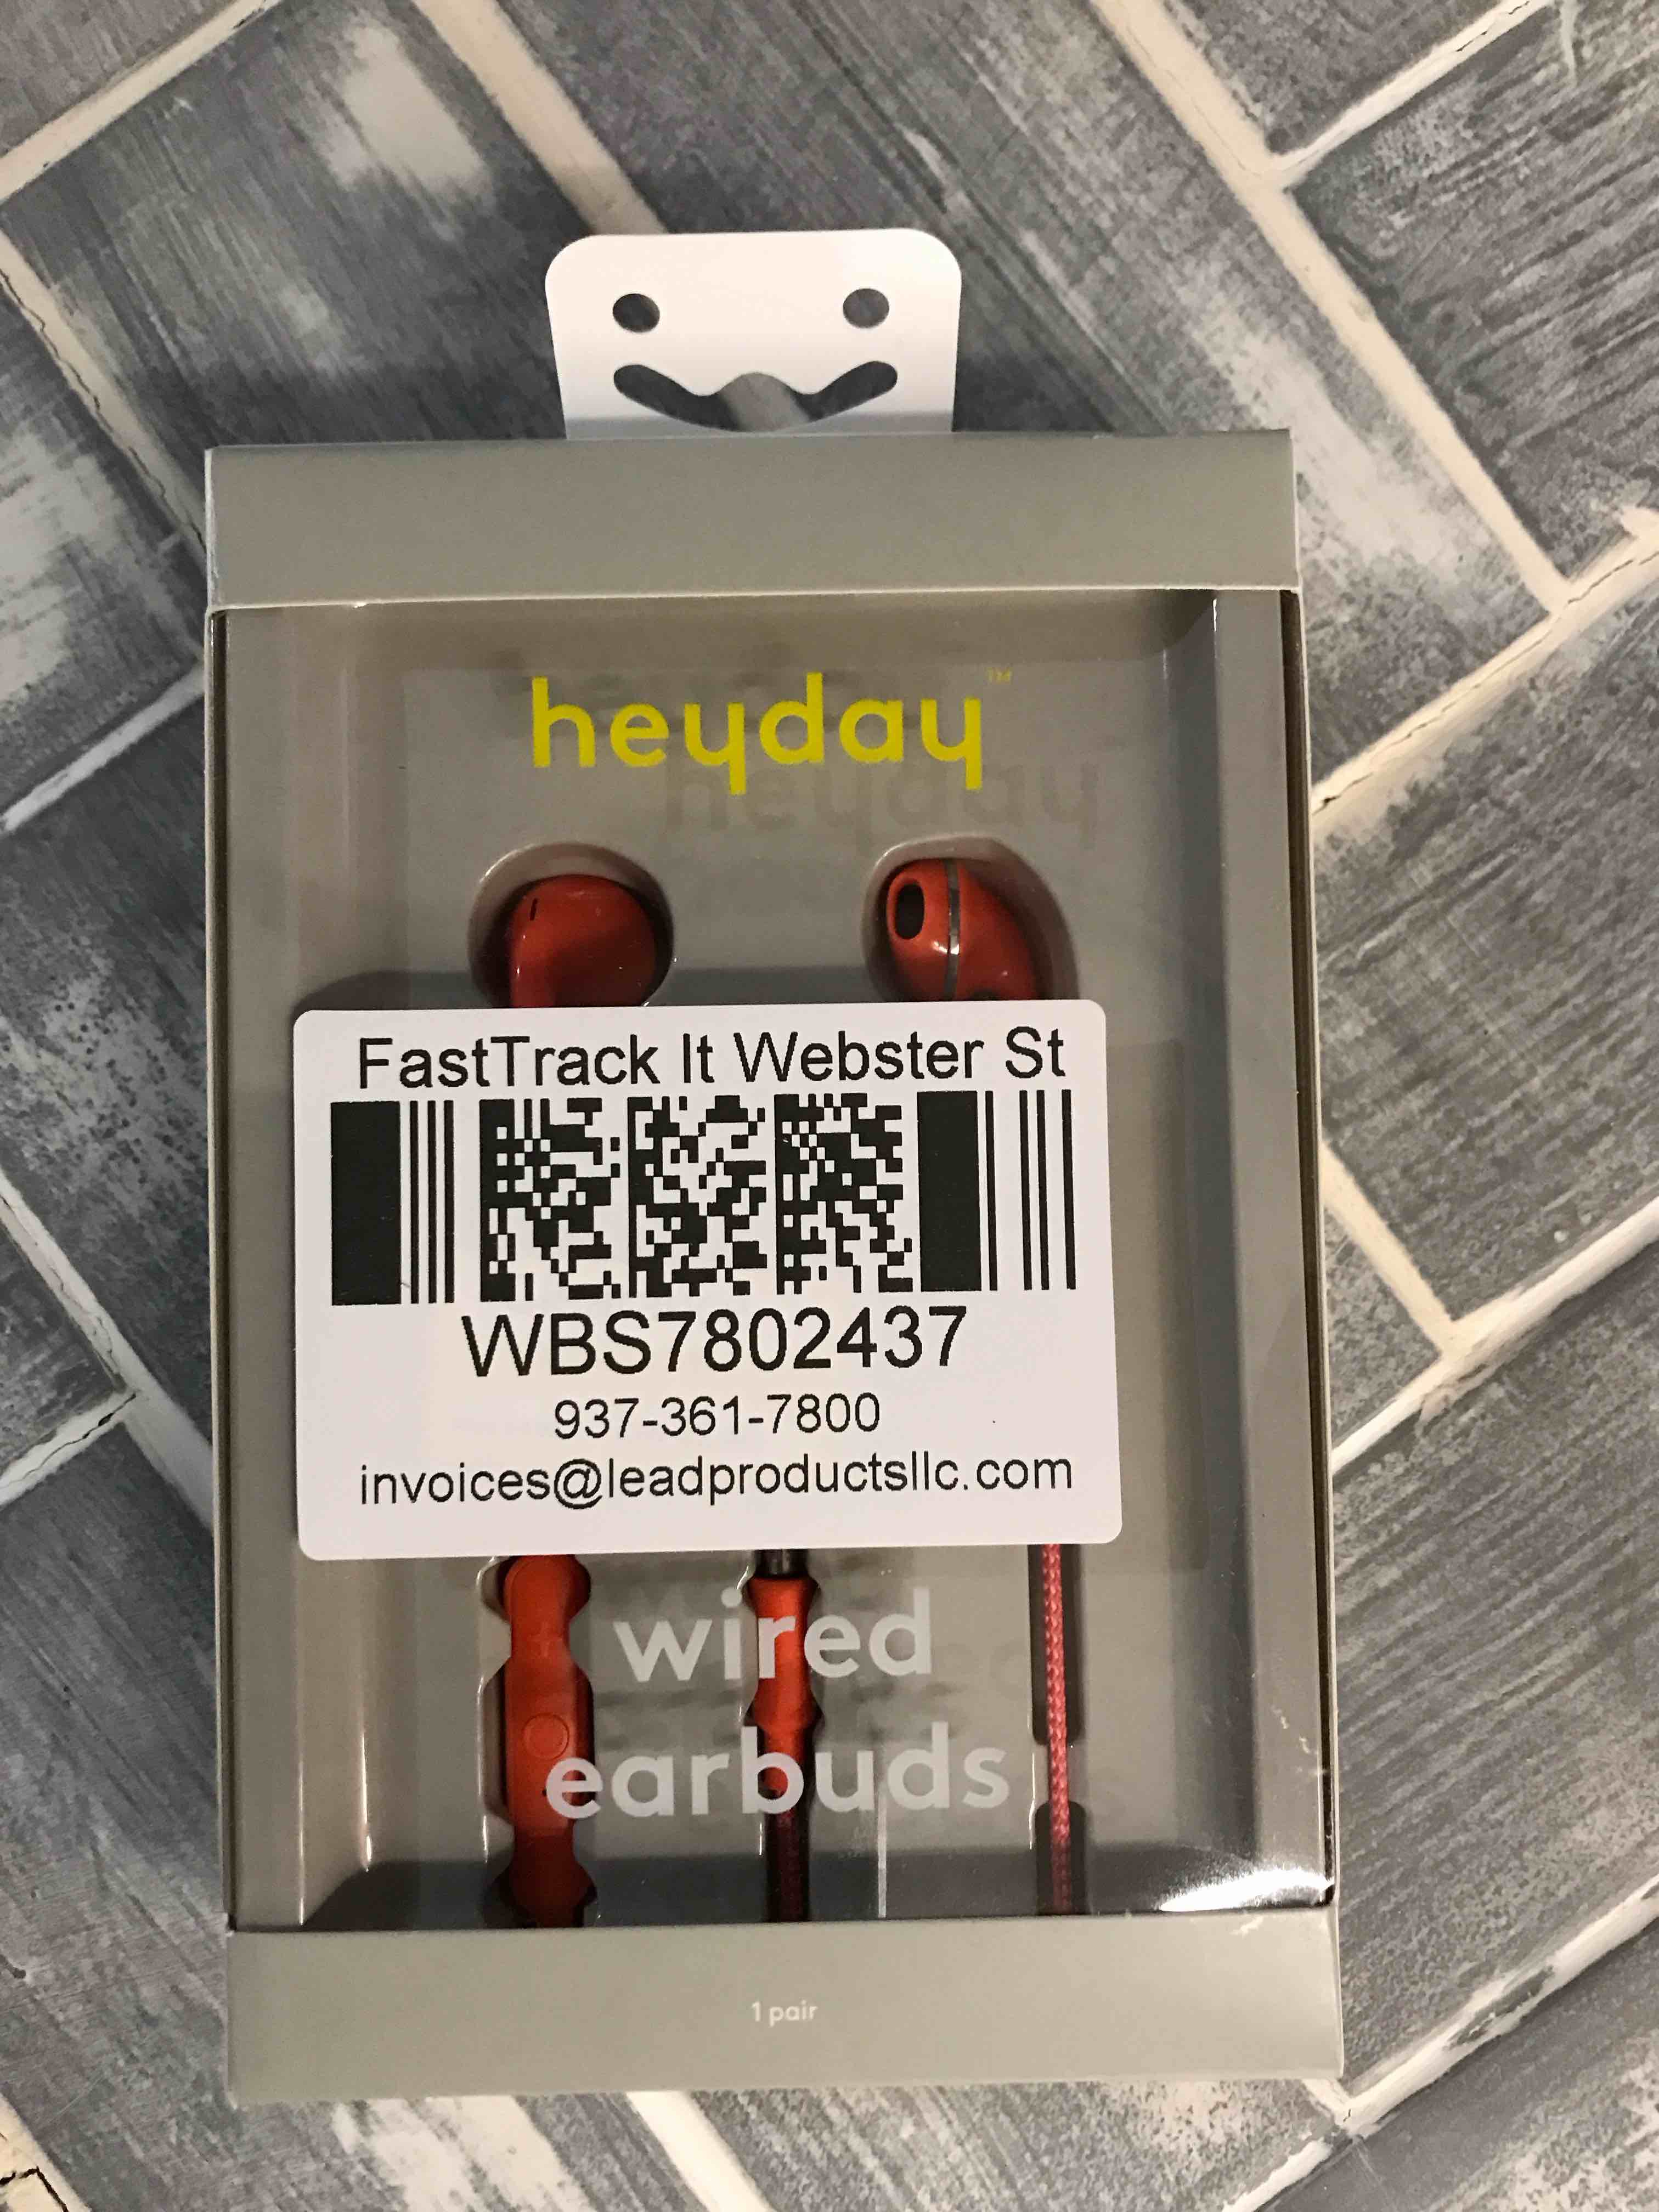 heyday™
FastTrack It Webster St
WBS7802437
937-361-7800
invoices@leadproductsllc.com
wired
earbuds
1 pair